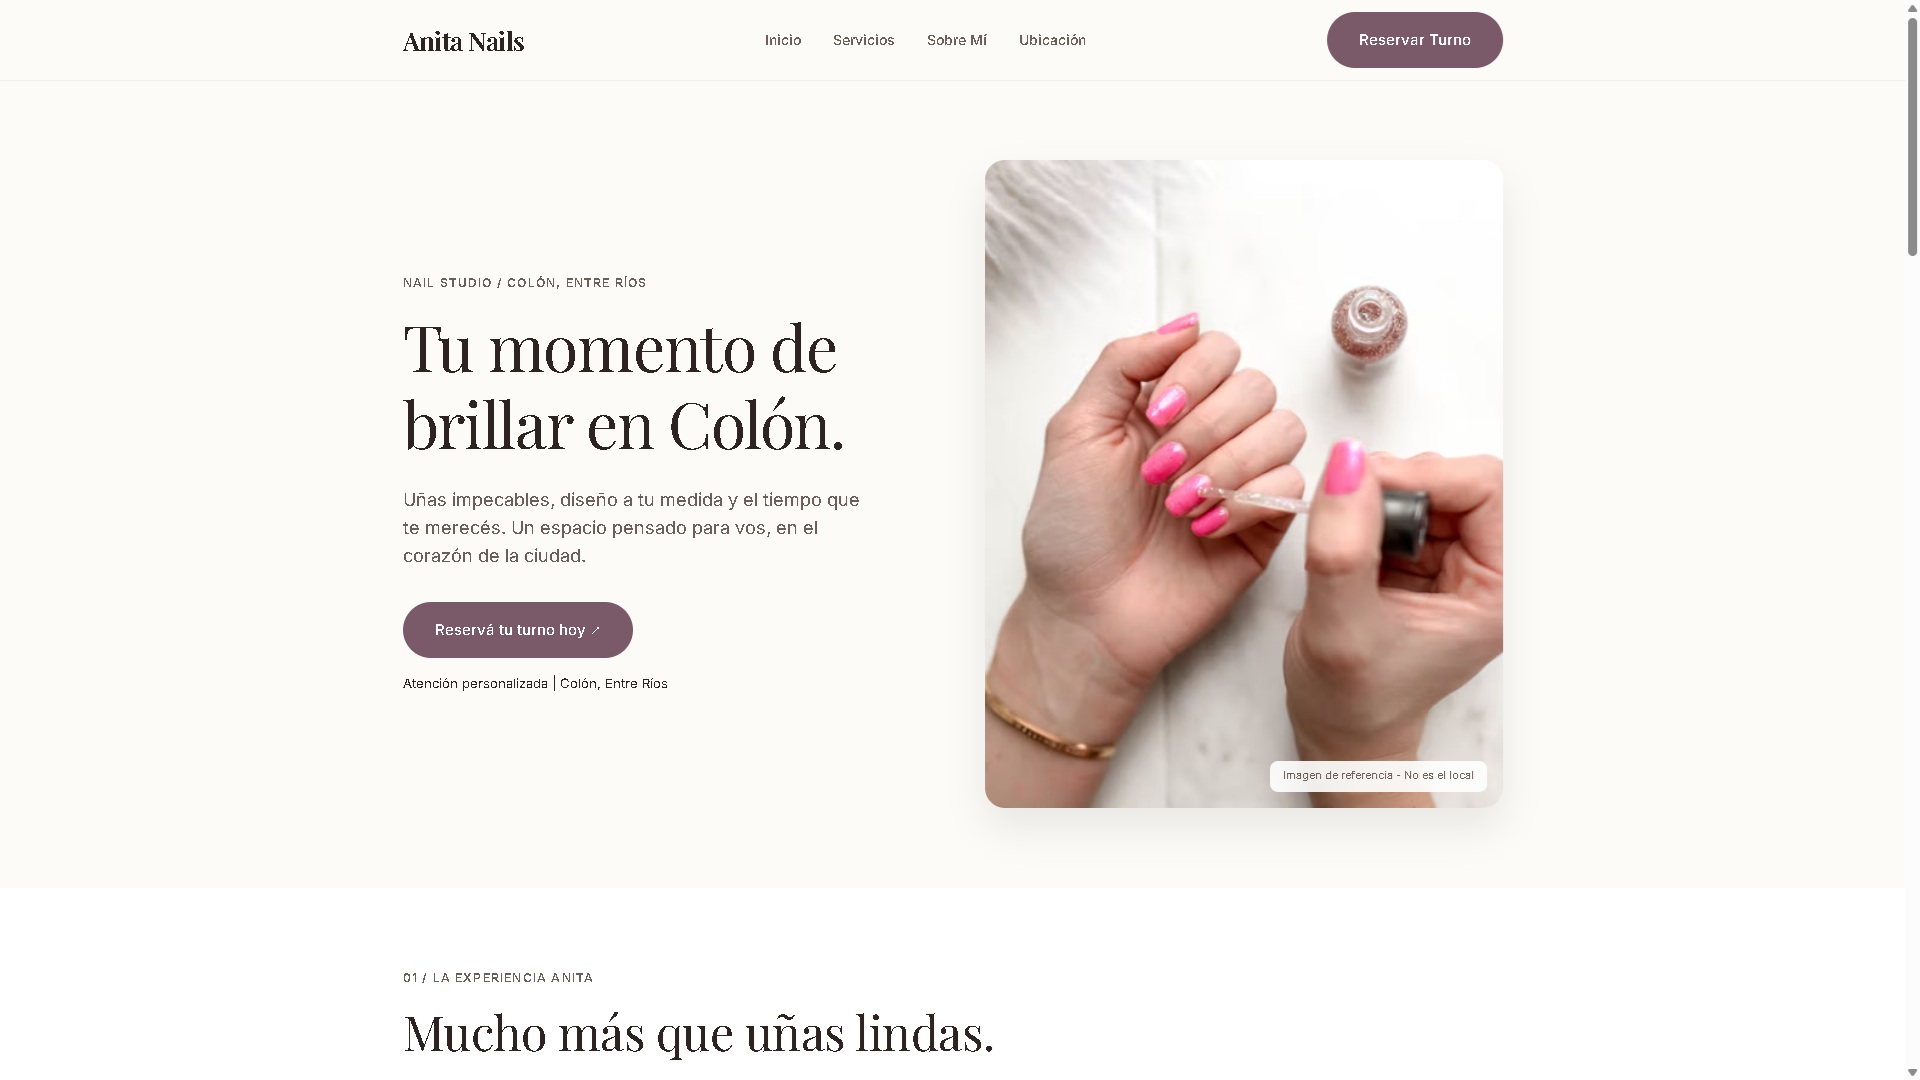 Anita Nails
Inicio
Servicios
Sobre Mí
Ubicación
Reservar Turno
NAIL STUDIO / COLÓN, ENTRE RÍOS
Tu momento de
brillar en Colón.
Uñas impecables, diseño a tu medida y el tiempo que
te merecés. Un espacio pensado para vos, en el
corazón de la ciudad.
Reservá tu turno hoy ↗
Atención personalizada | Colón, Entre Ríos
Imagen de referencia - No es el local
01 / LA EXPERIENCIA ANITA
Mucho más que uñas lindas.